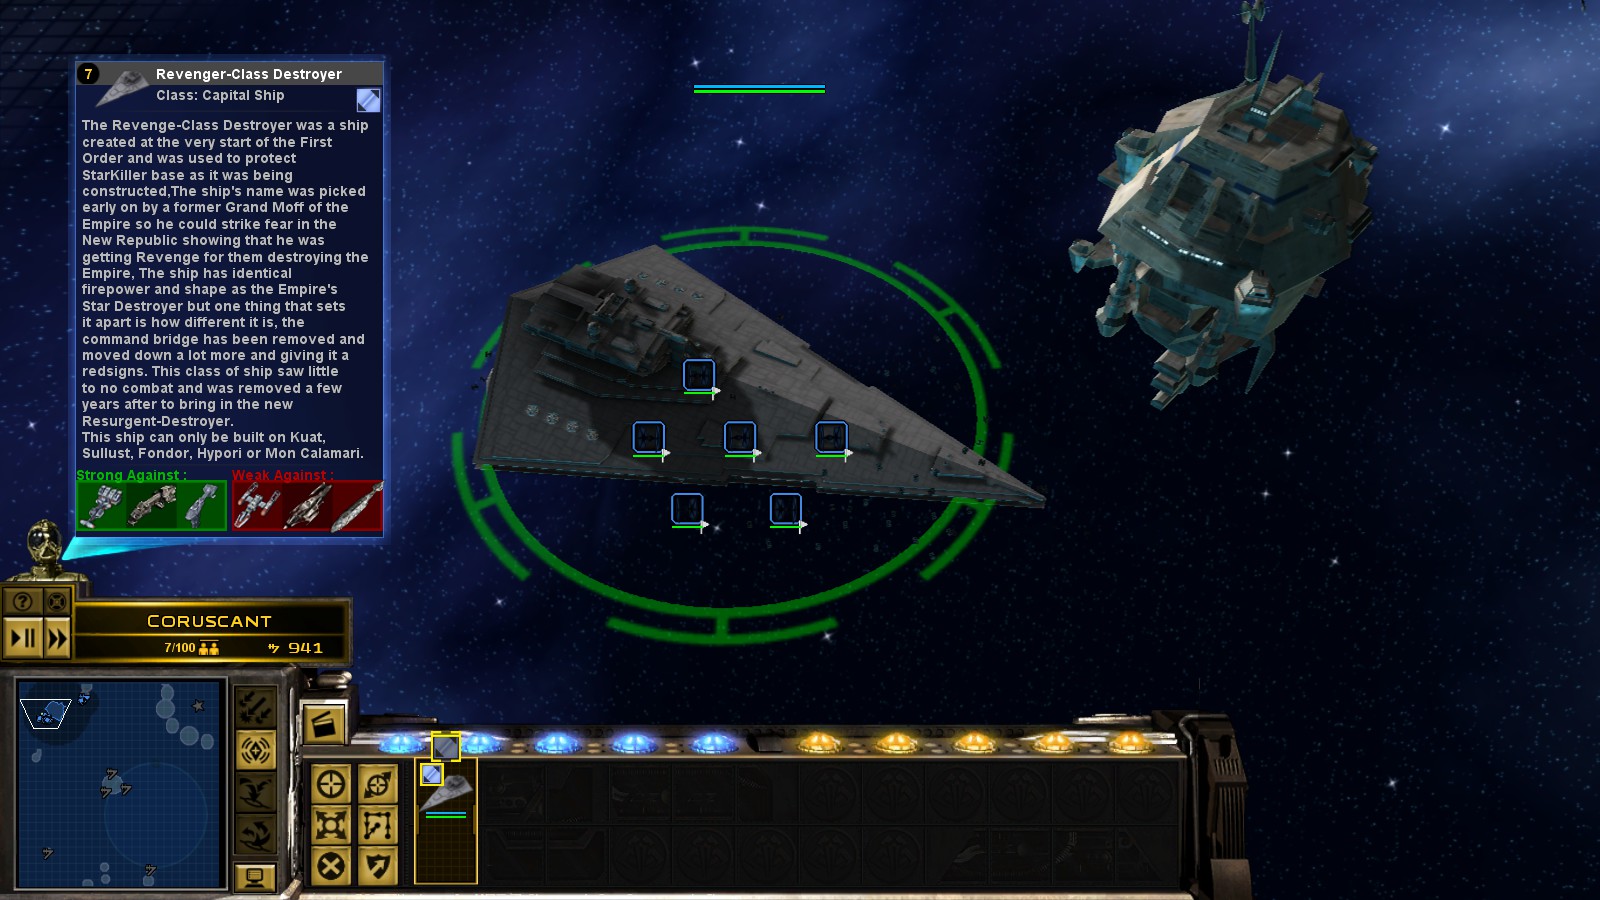 7
Revenger-Class Destroyer
Class: Capital Ship
The Revenge-Class Destroyer was a ship
created at the very start of the First
Order and was used to protect
StarKiller base as it was being
constructed,The ship's name was picked
early on by a former Grand Moff of the
Empire so he could strike fear in the
New Republic showing that he was
getting Revenge for them destroying the
Empire, The ship has identical
firepower and shape as the Empire's
Star Destroyer but one thing that sets
it apart is how different it is, the
command bridge has been removed and
moved down a lot more and giving it a
redsigns. This class of ship saw little
to no combat and was removed a few
years after to bring in the new
Resurgent-Destroyer.
This ship can only be built on Kuat,
Sullust, Fondor, Hypori or Mon Calamari.
Strong Against : Weak Against :
?
CORUSCANT
7/100 941